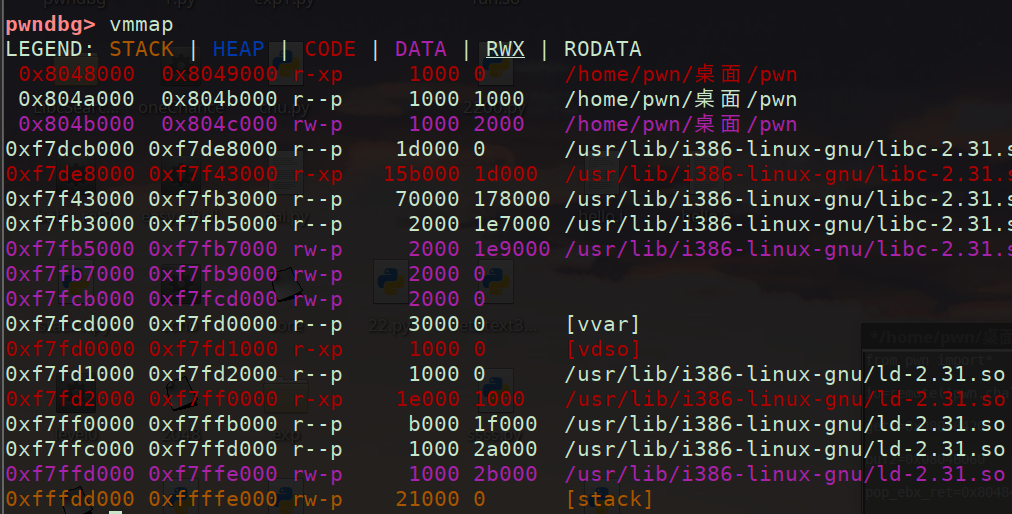 pwndbg> vmmap
LEGEND: STACK | HEAP | CODE | DATA | RWX | RODATA
0x8048000 0x8049000 r-xp 1000 0 /home/pwn/桌面/pwn
0x804a000 0x804b000 r--p 1000 1000 /home/pwn/桌面/pwn
0x804b000 0x804c000 rw-p 1000 2000 /home/pwn/桌面/pwn
0xf7dcb000 0xf7de8000 r--p 1d000 0 /usr/lib/i386-linux-gnu/libc-2.31.s
0xf7de8000 0xf7f43000 r-xp 15b000 1d000 /usr/lib/i386-linux-gnu/libc-2.31.s
0xf7f43000 0xf7fb3000 r--p 70000 178000 /usr/lib/i386-linux-gnu/libc-2.31.s
0xf7fb3000 0xf7fb5000 r--p 2000 1e7000 /usr/lib/i386-linux-gnu/libc-2.31.s
0xf7fb5000 0xf7fb7000 rw-p 2000 1e9000 /usr/lib/i386-linux-gnu/libc-2.31.s
0xf7fb7000 0xf7fb9000 rw-p 2000 0
0xf7fcb000 0xf7fcd000 rw-p 2000 0
0xf7fcd000 0xf7fd0000 r--p 3000 0 [vvar]
0xf7fd0000 0xf7fd1000 r-xp 1000 0 [vdso]
0xf7fd1000 0xf7fd2000 r--p 1000 0 /usr/lib/i386-linux-gnu/ld-2.31.so
0xf7fd2000 0xf7ff0000 r-xp 1e000 1000 /usr/lib/i386-linux-gnu/ld-2.31.so
0xf7ff0000 0xf7ffb000 r--p b000 1f000 /usr/lib/i386-linux-gnu/ld-2.31.so
0xf7ffc000 0xf7ffd000 r--p 1000 2a000 /usr/lib/i386-linux-gnu/ld-2.31.so
0xf7ffd000 0xf7ffe000 rw-p 1000 2b000 /usr/lib/i386-linux-gnu/ld-2.31.so
0xfffdd000 0xffffe000 rw-p 21000 0 [stack]